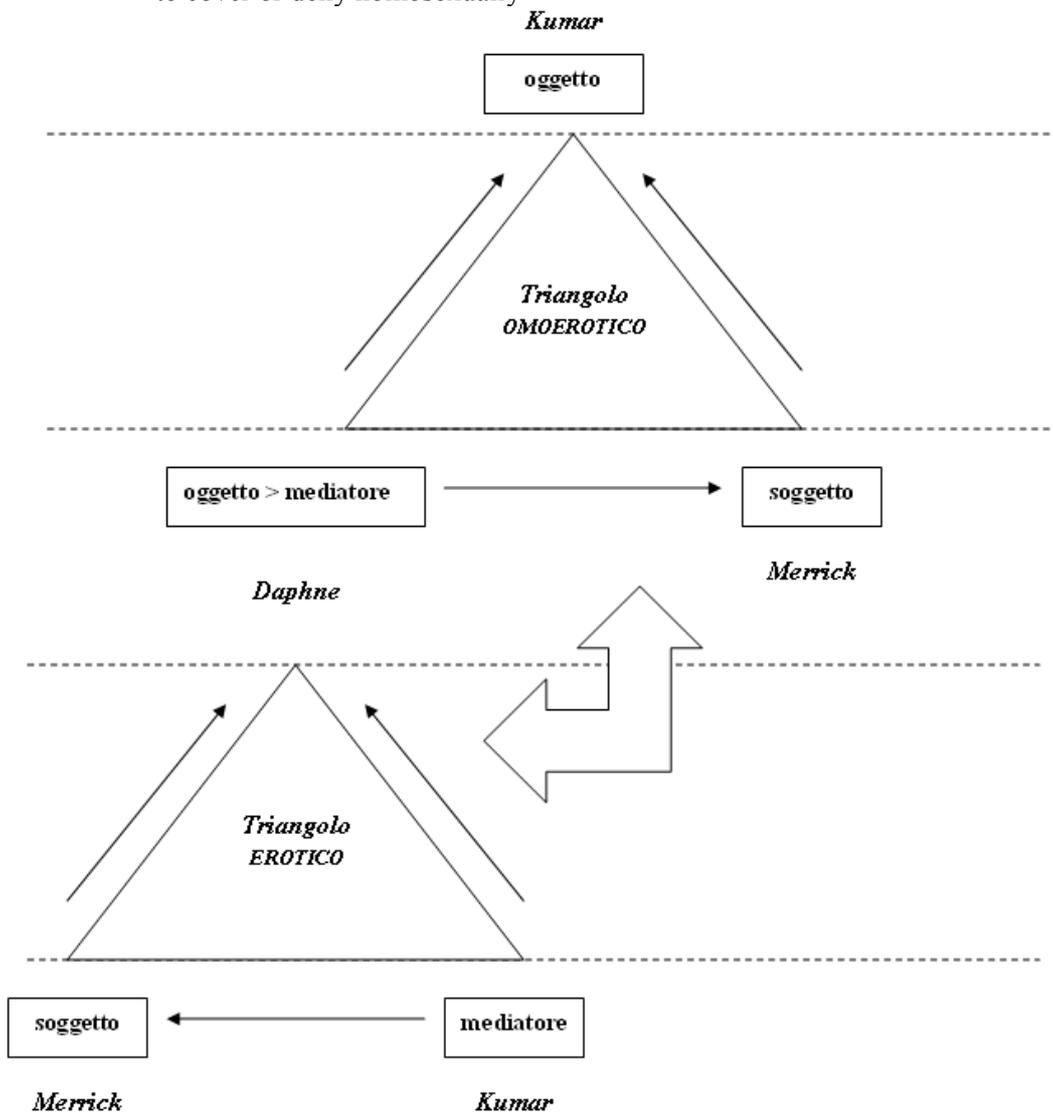 Kumar
oggetto
Triangolo
OMOEROTICO
oggetto > mediatore
soggetto
Merrick
Daphne
Triangolo
EROTICO
soggetto
mediatore
Merrick
Kumar